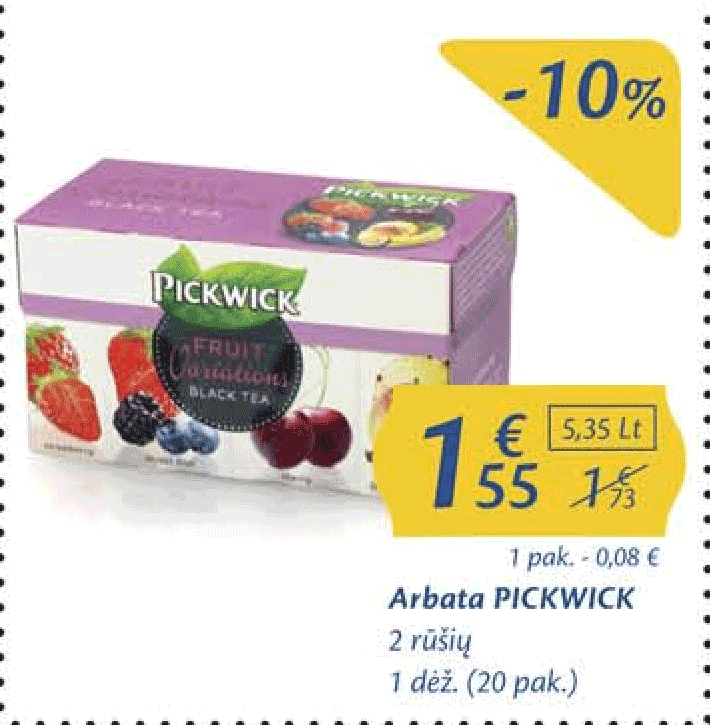 -10%
PICKWICK
BLACK TEA
PICKWICK
FRUIT
Variations
BLACK TEA
1 55 €
5,35 Lt
1 73 €
1 pak. - 0,08 €
Arbata PICKWICK
2 rūšių
1 dėž. (20 pak.)